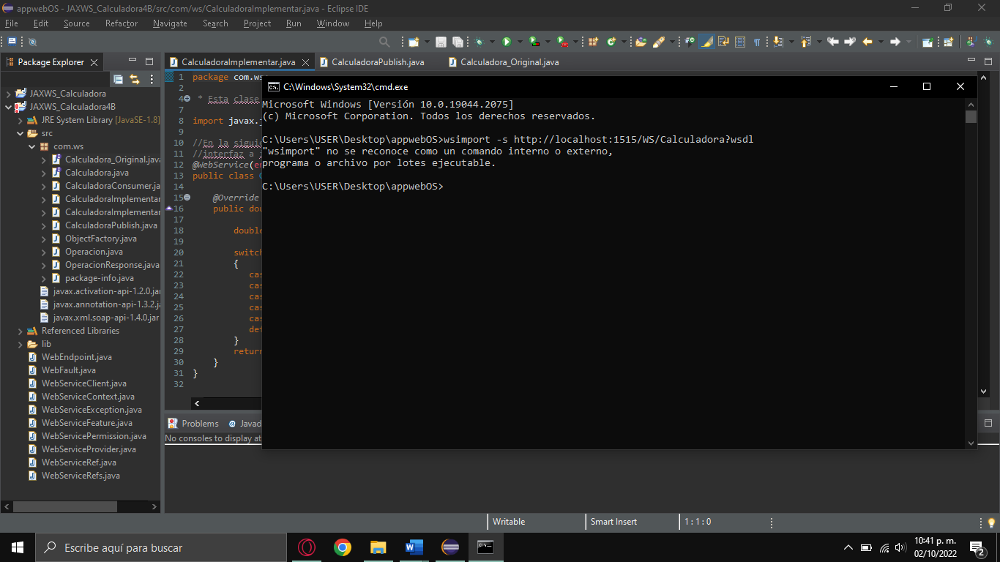 appwebOS - JAXWS_Calculadora4B/src/com/ws/CalculadoraImplementar.java - Eclipse IDE
File Edit Source Refactor Navigate Search Project Run Window Help
Package Explorer
CalculadoraImplementar.java
CalculadoraPublish.java
Calculadora_Original.java
JAXWS_Calculadora
JAXWS_Calculadora4B
JRE System Library [JavaSE-1.8]
src
com.ws
Calculadora_Original.java
Calculadora.java
CalculadoraConsumer.ja
CalculadoraImplementar
CalculadoraImplementar
CalculadoraPublish.java
ObjectFactory.java
Operacion.java
OperacionResponse.java
package-info.java
javax.activation-api-1.2.0.jar
javax.annotation-api-1.3.2.ja
javax.xml.soap-api-1.4.0.jar
Referenced Libraries
lib
WebEndpoint.java
WebFault.java
WebServiceClient.java
WebServiceContext.java
WebServiceException.java
WebServiceFeature.java
WebServicePermission.java
WebServiceProvider.java
WebServiceRef.java
WebServiceRefs.java
1 package com.ws;
2
4 * Esta clase
7
8 import javax.j
9
10 //En la siguie
11 //interfaz a
12 @WebService(en
13 public class
14
15 @Override
16 public dou
17
18 double
19
20 switch
21 {
22 cas
23 cas
24 cas
25 cas
26 cas
27 def
28 }
29 return
30 }
31 }
32
C:\Windows\System32\cmd.exe
Microsoft Windows [Versión 10.0.19044.2075]
(c) Microsoft Corporation. Todos los derechos reservados.
C:\Users\USER\Desktop\appwebOS>wsimport -s http://localhost:1515/WS/Calculadora?wsdl
"wsimport" no se reconoce como un comando interno o externo,
programa o archivo por lotes ejecutable.
C:\Users\USER\Desktop\appwebOS>
Problems @ Javad
No consoles to display at
Writable Smart Insert 1 : 1 : 0
Escribe aquí para buscar
10:41 p. m.
02/10/2022
2